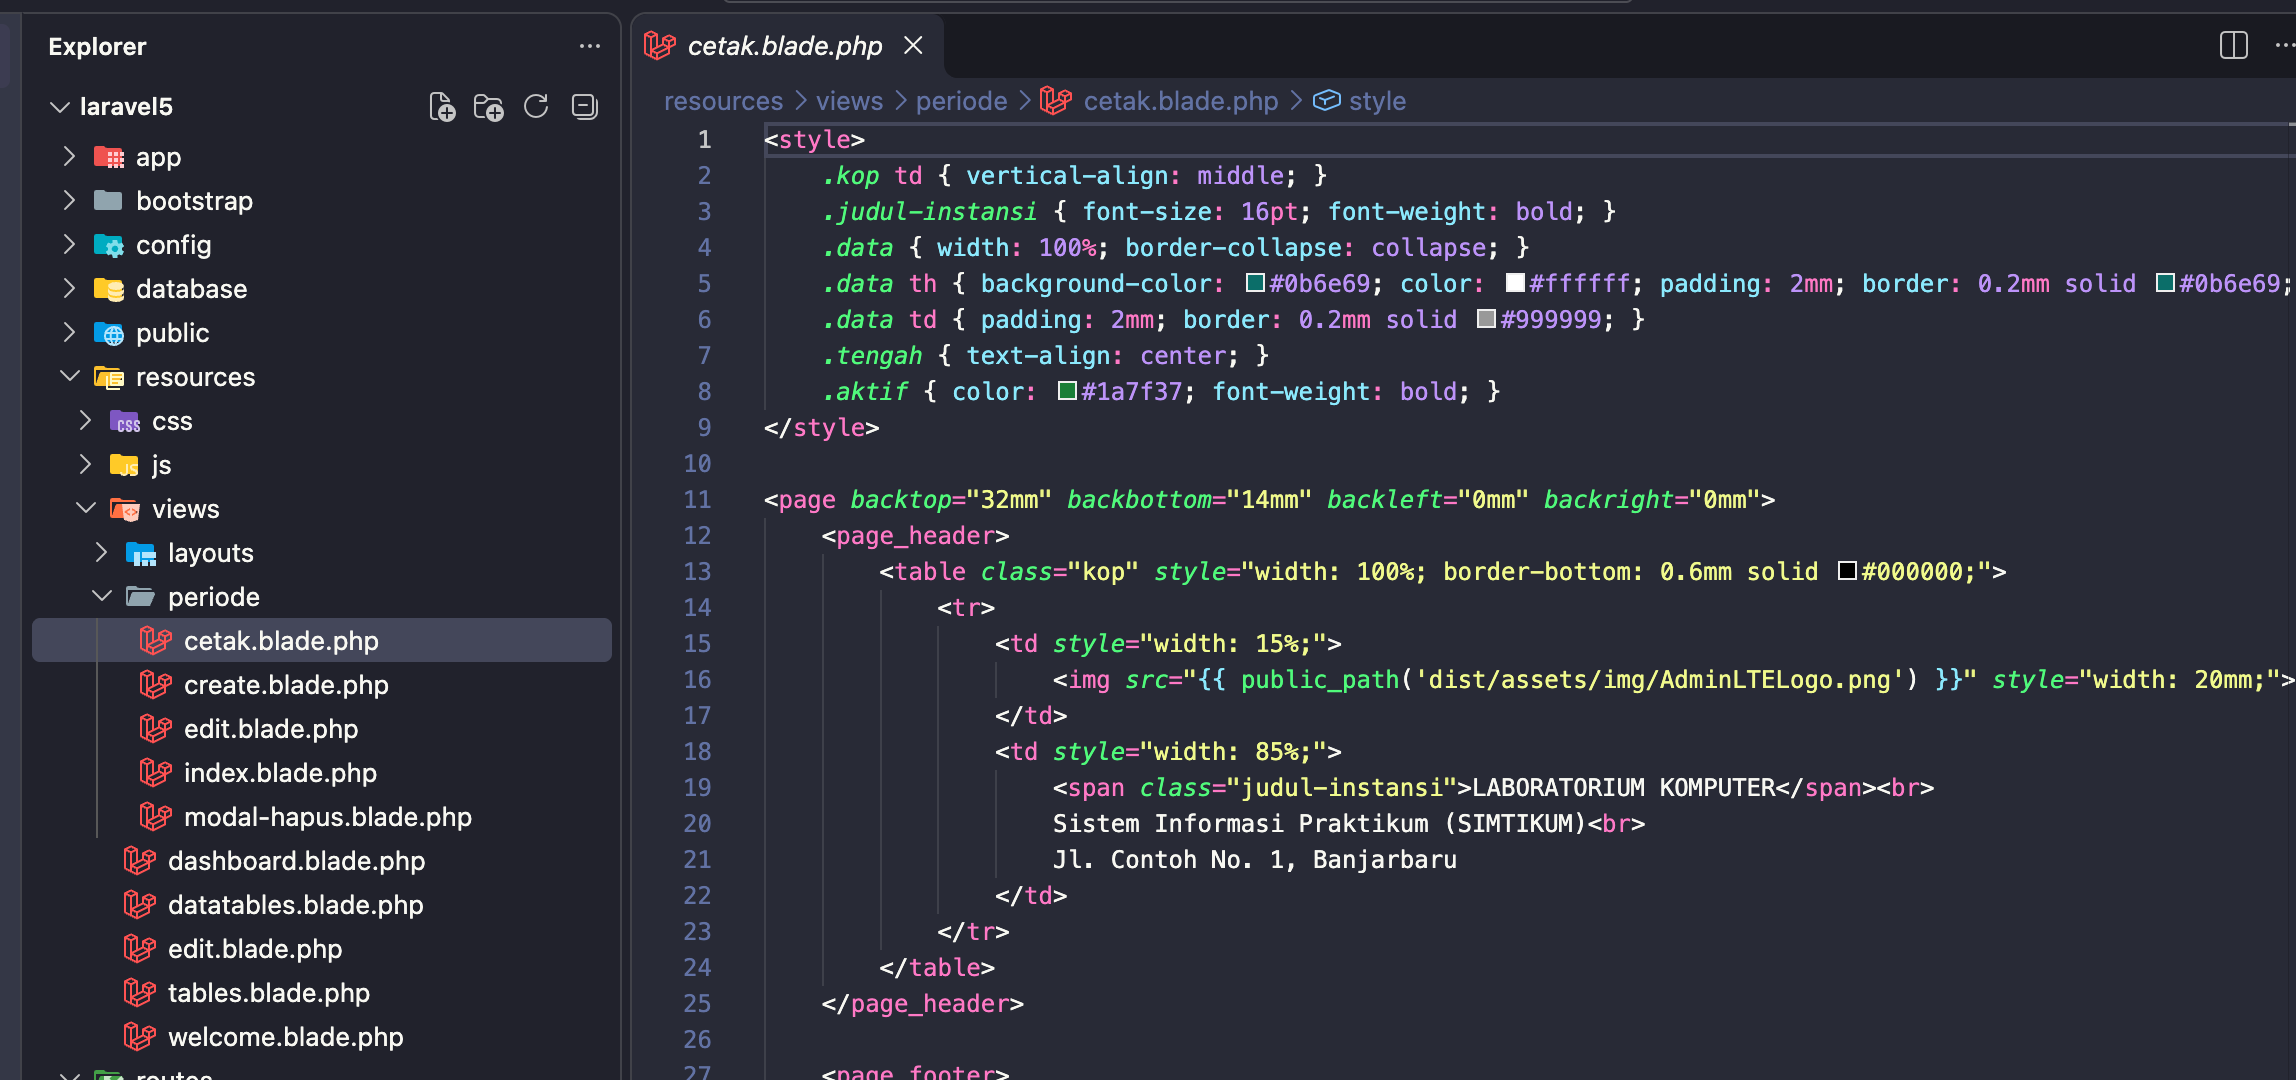 Explorer
laravel5
app
bootstrap
config
database
public
resources
css
js
views
layouts
periode
cetak.blade.php
create.blade.php
edit.blade.php
index.blade.php
modal-hapus.blade.php
dashboard.blade.php
datatables.blade.php
edit.blade.php
tables.blade.php
welcome.blade.php
routes
cetak.blade.php
resources > views > periode > cetak.blade.php > style
1 <style>
2 .kop td { vertical-align: middle; }
3 .judul-instansi { font-size: 16pt; font-weight: bold; }
4 .data { width: 100%; border-collapse: collapse; }
5 .data th { background-color: #0b6e69; color: #ffffff; padding: 2mm; border: 0.2mm solid #0b6e69;
6 .data td { padding: 2mm; border: 0.2mm solid #999999; }
7 .tengah { text-align: center; }
8 .aktif { color: #1a7f37; font-weight: bold; }
9 </style>
10
11 <page backtop="32mm" backbottom="14mm" backleft="0mm" backright="0mm">
12 <page_header>
13 <table class="kop" style="width: 100%; border-bottom: 0.6mm solid #000000;">
14 <tr>
15 <td style="width: 15%;">
16 <img src="{{ public_path('dist/assets/img/AdminLTELogo.png') }}" style="width: 20mm;">
17 </td>
18 <td style="width: 85%;">
19 <span class="judul-instansi">LABORATORIUM KOMPUTER</span><br>
20 Sistem Informasi Praktikum (SIMTIKUM)<br>
21 Jl. Contoh No. 1, Banjarbaru
22 </td>
23 </tr>
24 </table>
25 </page_header>
26
27 <page_footer>